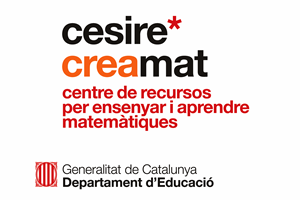 cesire*
creamat
centre de recursos
per ensenyar i aprendre
matemàtiques
Generalitat de Catalunya
Departament d'Educació